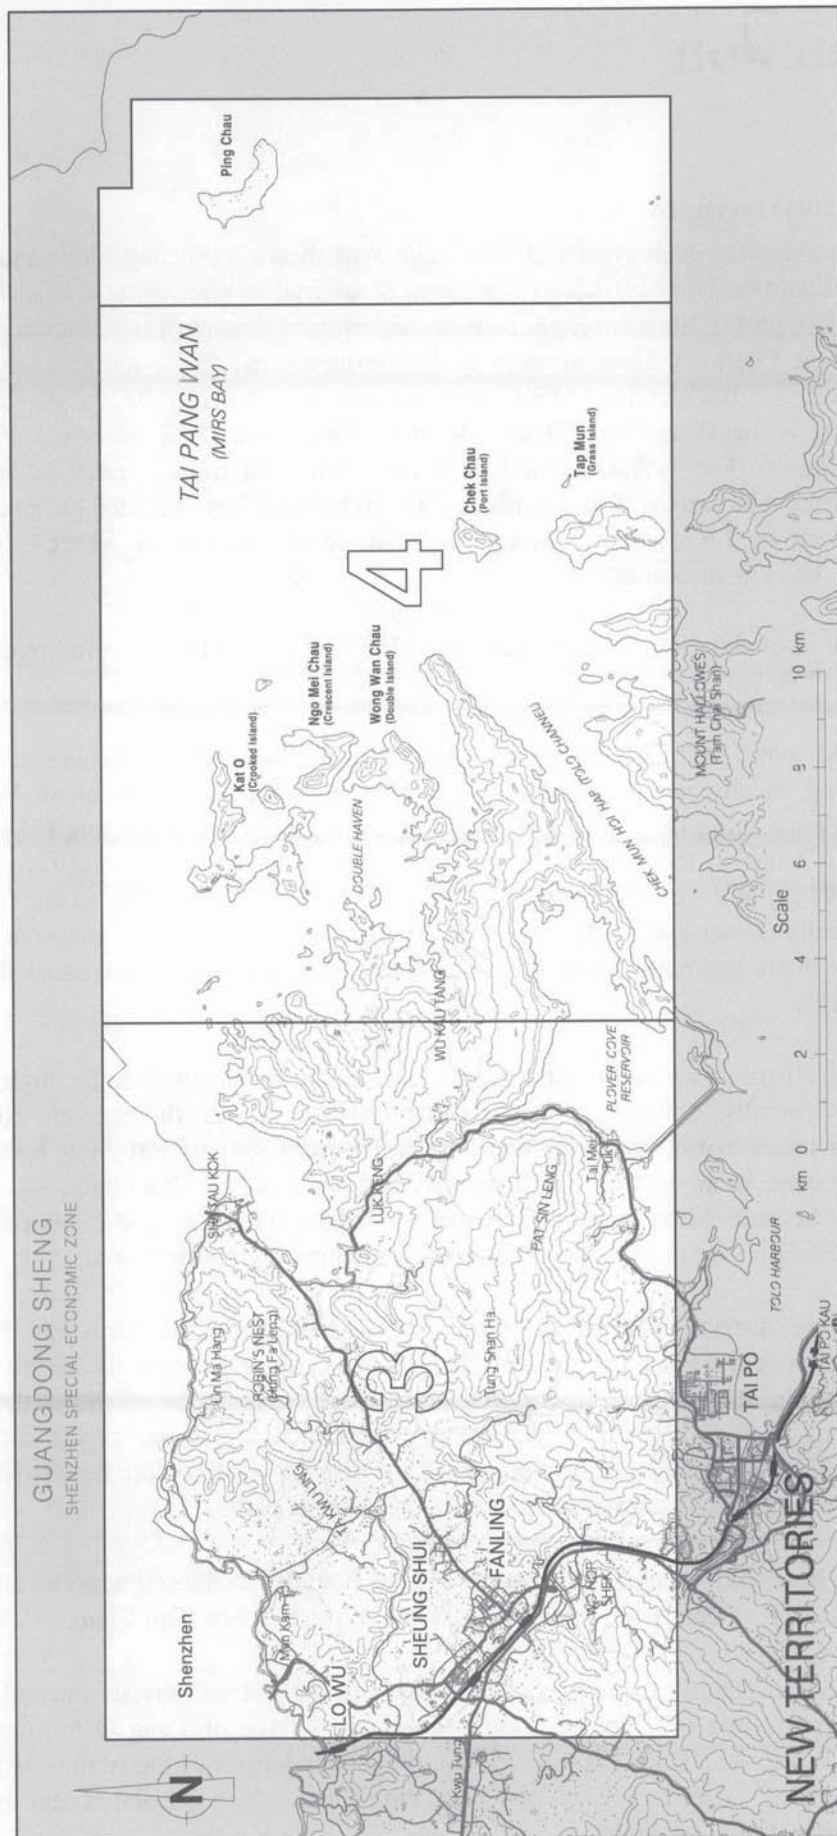 GUANGDONG SHENG
SHENZHEN SPECIAL ECONOMIC ZONE
Shenzhen
N
LO WU
Man Kam To
Kwu Tung
SHEUNG SHUI
FANLING
WO HOP
SHEK
TA KWU LING
Lin Ma Hang
ROBIN'S NEST
(Hung Fa Leng)
3
Tung Shan Ha
SHA TAU KOK
LUK KENG
PAT SIN LENG
Tai Mei
Tuk
PLOVER COVE
RESERVOIR
WU KAU TANG
DOUBLE HAVEN
Kat O
(Crooked Island)
Ngo Mei Chau
(Crescent Island)
Wong Wan Chau
(Double Island)
4
TAI PANG WAN
(MIRS BAY)
Ping Chau
Chek Chau
(Port Island)
Tap Mun
(Grass Island)
CHEK MUN HOI HAP (TOLO CHANNEL)
MOUNT HALLOWES
(Tam Chai Shan)
TOLO HARBOUR
TAI PO
TAI PO KAU
NEW TERRITORIES
Scale
km 0 2 4 6 8 10 km